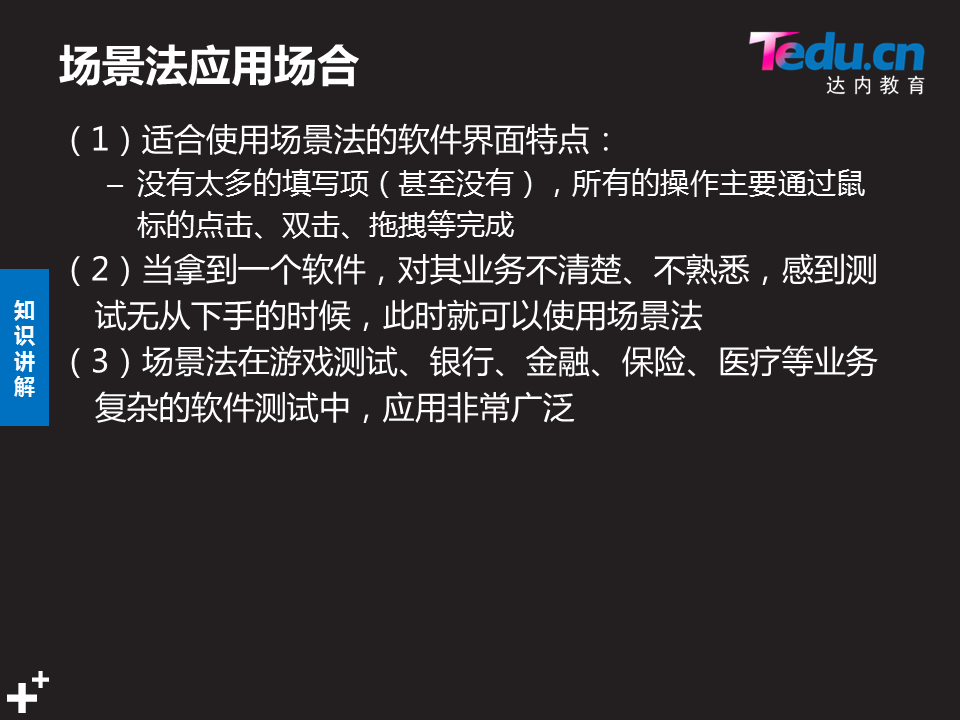 场景法应用场合
Tedu.cn
达内教育
（1）适合使用场景法的软件界面特点：
– 没有太多的填写项（甚至没有），所有的操作主要通过鼠
标的点击、双击、拖拽等完成
（2）当拿到一个软件，对其业务不清楚、不熟悉，感到测
试无从下手的时候，此时就可以使用场景法
（3）场景法在游戏测试、银行、金融、保险、医疗等业务
复杂的软件测试中，应用非常广泛
知识讲解